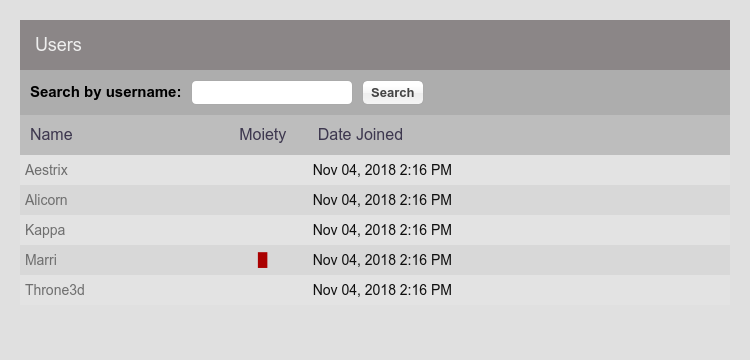 Users
Search by username: Search
Name Moiety Date Joined
Aestrix Nov 04, 2018 2:16 PM
Alicorn Nov 04, 2018 2:16 PM
Kappa Nov 04, 2018 2:16 PM
Marri Nov 04, 2018 2:16 PM
Throne3d Nov 04, 2018 2:16 PM